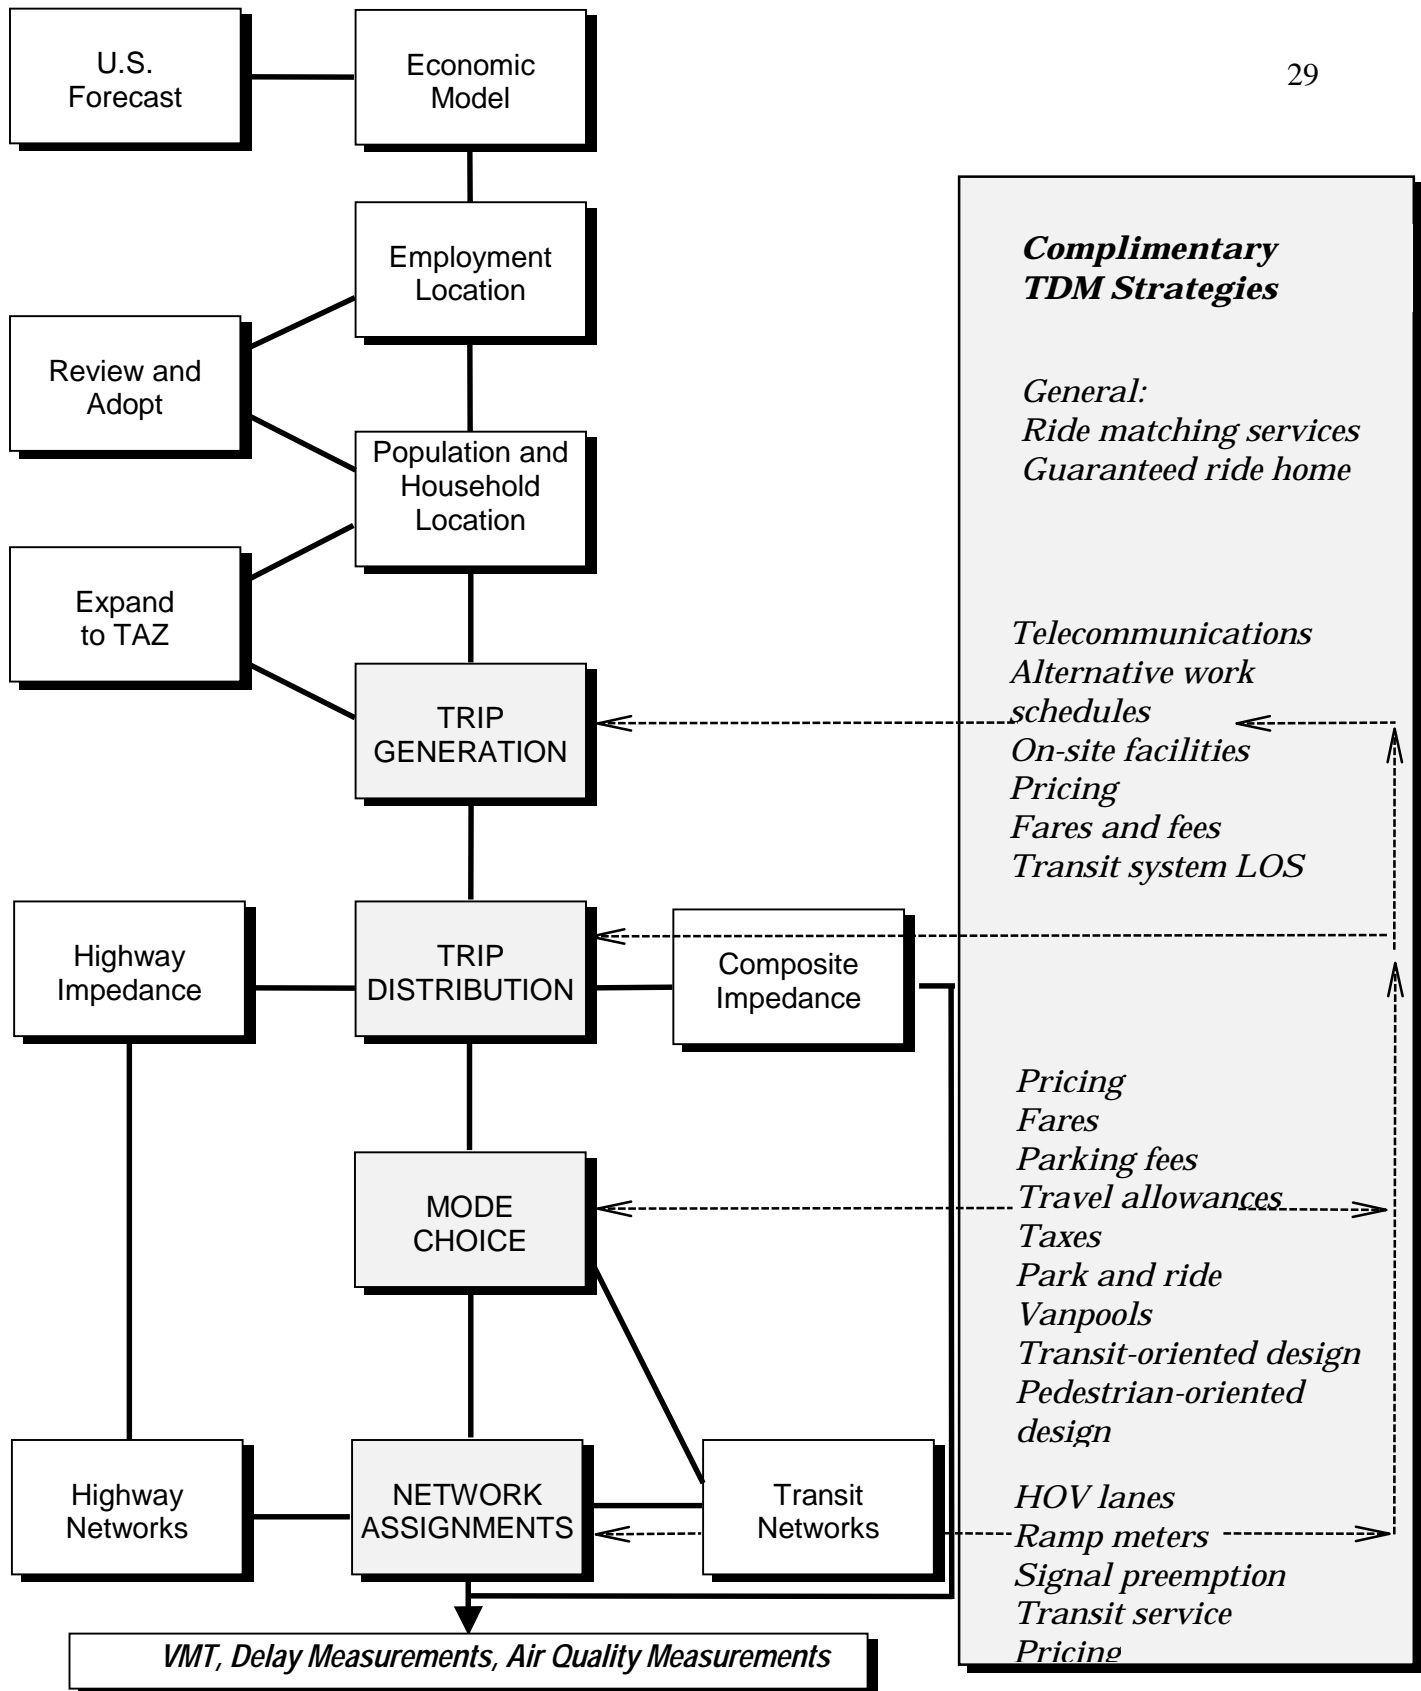 29
U.S.
Forecast
Economic
Model
Employment
Location
Review and
Adopt
Population and
Household
Location
Expand
to TAZ
TRIP
GENERATION
Highway
Impedance
TRIP
DISTRIBUTION
Composite
Impedance
MODE
CHOICE
Highway
Networks
NETWORK
ASSIGNMENTS
Transit
Networks
VMT, Delay Measurements, Air Quality Measurements
Complimentary
TDM Strategies
General:
Ride matching services
Guaranteed ride home
Telecommunications
Alternative work
schedules
On-site facilities
Pricing
Fares and fees
Transit system LOS
Pricing
Fares
Parking fees
Travel allowances
Taxes
Park and ride
Vanpools
Transit-oriented design
Pedestrian-oriented
design
HOV lanes
Ramp meters
Signal preemption
Transit service
Pricing